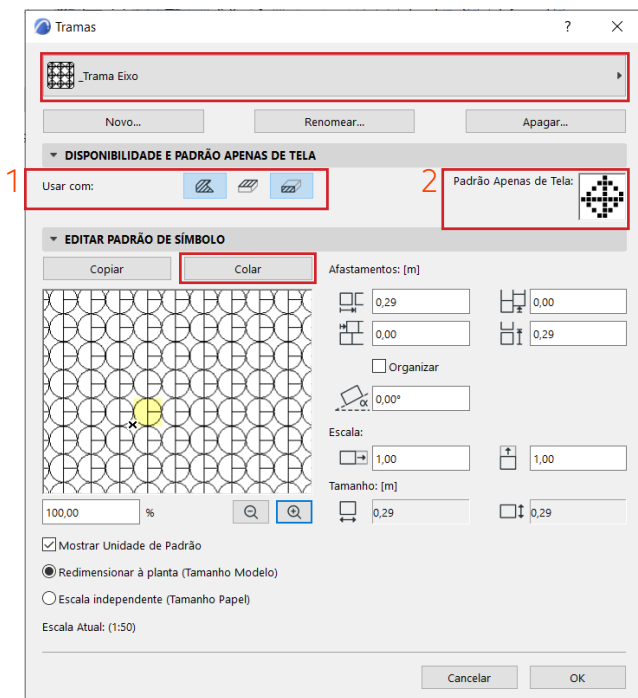 Tramas ?
_Trama Eixo
Novo... Renomear... Apagar...
DISPONIBILIDADE E PADRÃO APENAS DE TELA
1 Usar com: 2 Padrão Apenas de Tela:
EDITAR PADRÃO DE SÍMBOLO
Copiar Colar Afastamentos: [m]
0,29 0,00
0,00 0,29
Organizar
α 0,00°
Escala:
1,00 1,00
Tamanho: [m]
100,00 % 0,29 0,29
Mostrar Unidade de Padrão
Redimensionar à planta (Tamanho Modelo)
Escala independente (Tamanho Papel)
Escala Atual: (1:50)
Cancelar OK